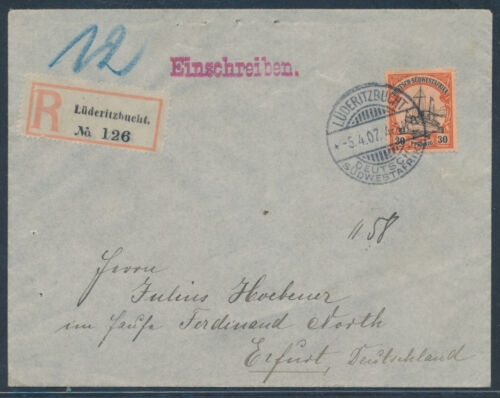 12
Einschreiben.
R
Lüderitzbucht.
No 126
DEUTSCH-SÜDWESTAFRIKA
30 30
LÜDERITZBUCHT
-5.4.07.
DEUTSCH-
SÜDWESTAFRIKA
1158
Herrn
Julius Hoebener
im Hause Ferdinand North
Erfurt, Deutschland